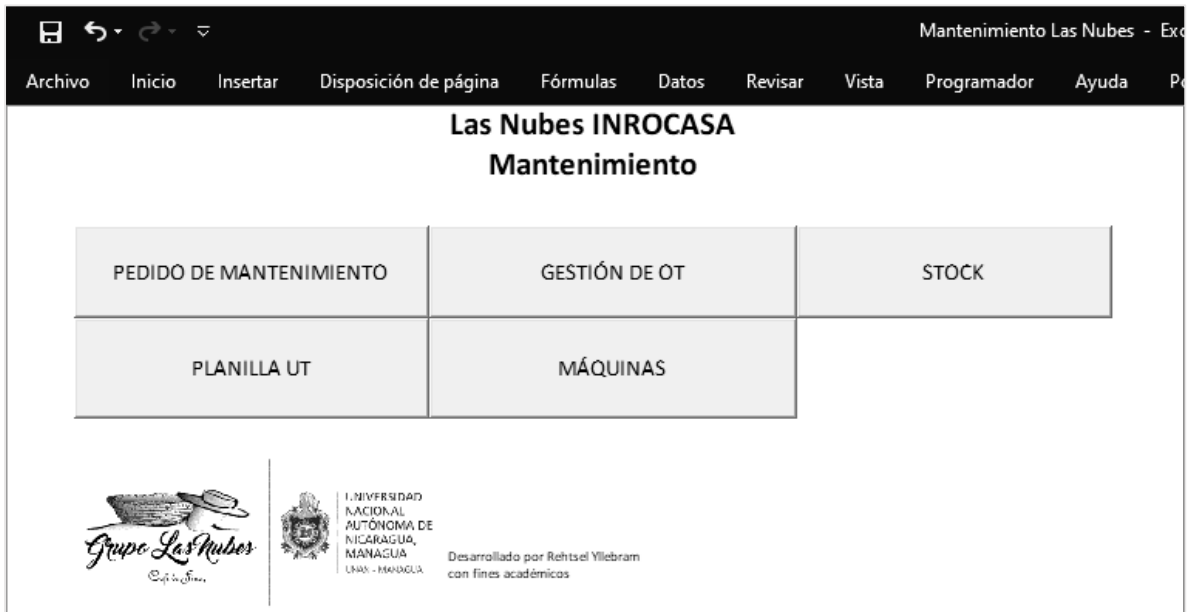 Mantenimiento Las Nubes - Exc
Archivo Inicio Insertar Disposición de página Fórmulas Datos Revisar Vista Programador Ayuda
Las Nubes INROCASA
Mantenimiento
PEDIDO DE MANTENIMIENTO GESTIÓN DE OT STOCK
PLANILLA UT MÁQUINAS
Grupo Las Nubes
UNIVERSIDAD
NACIONAL
AUTÓNOMA DE
NICARAGUA,
MANAGUA
UNAN - MANAGUA
Desarrollado por Rehtsel Yllebram
con fines académicos